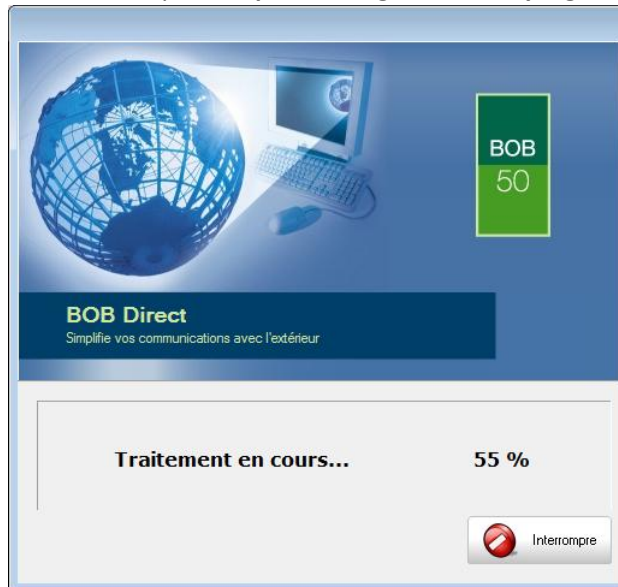 BOB
50
BOB Direct
Simplifie vos communications avec l'extérieur
Traitement en cours... 55 %
Interrompre